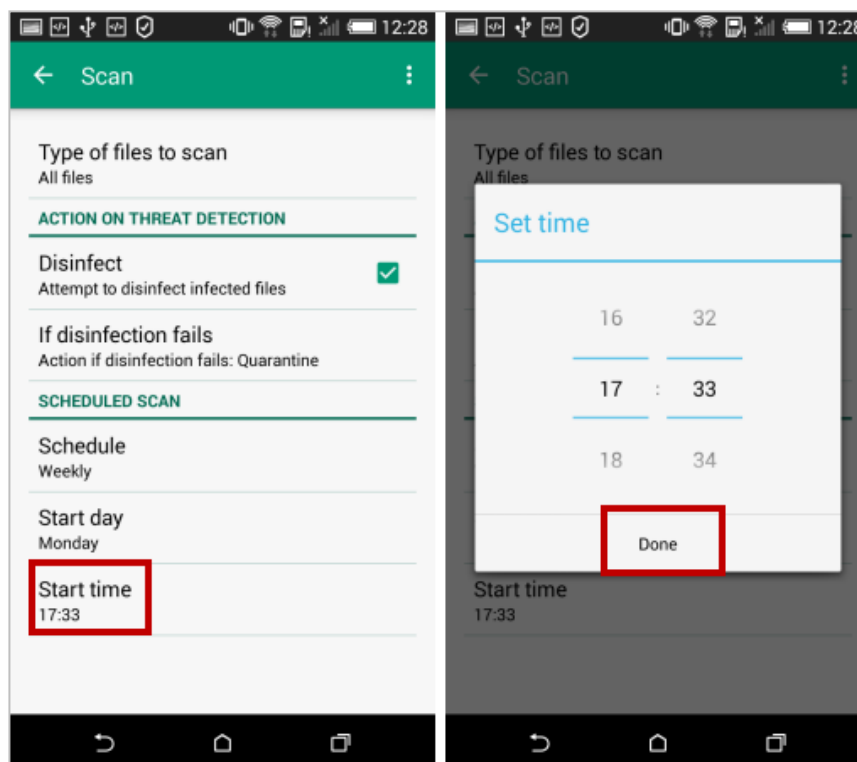 12:28
Scan
Type of files to scan
All files
ACTION ON THREAT DETECTION
Disinfect
Attempt to disinfect infected files
If disinfection fails
Action if disinfection fails: Quarantine
SCHEDULED SCAN
Schedule
Weekly
Start day
Monday
Start time
17:33
12:28
Scan
Type of files to scan
All files
Set time
16 32
17 : 33
18 34
Done
Start time
17:33